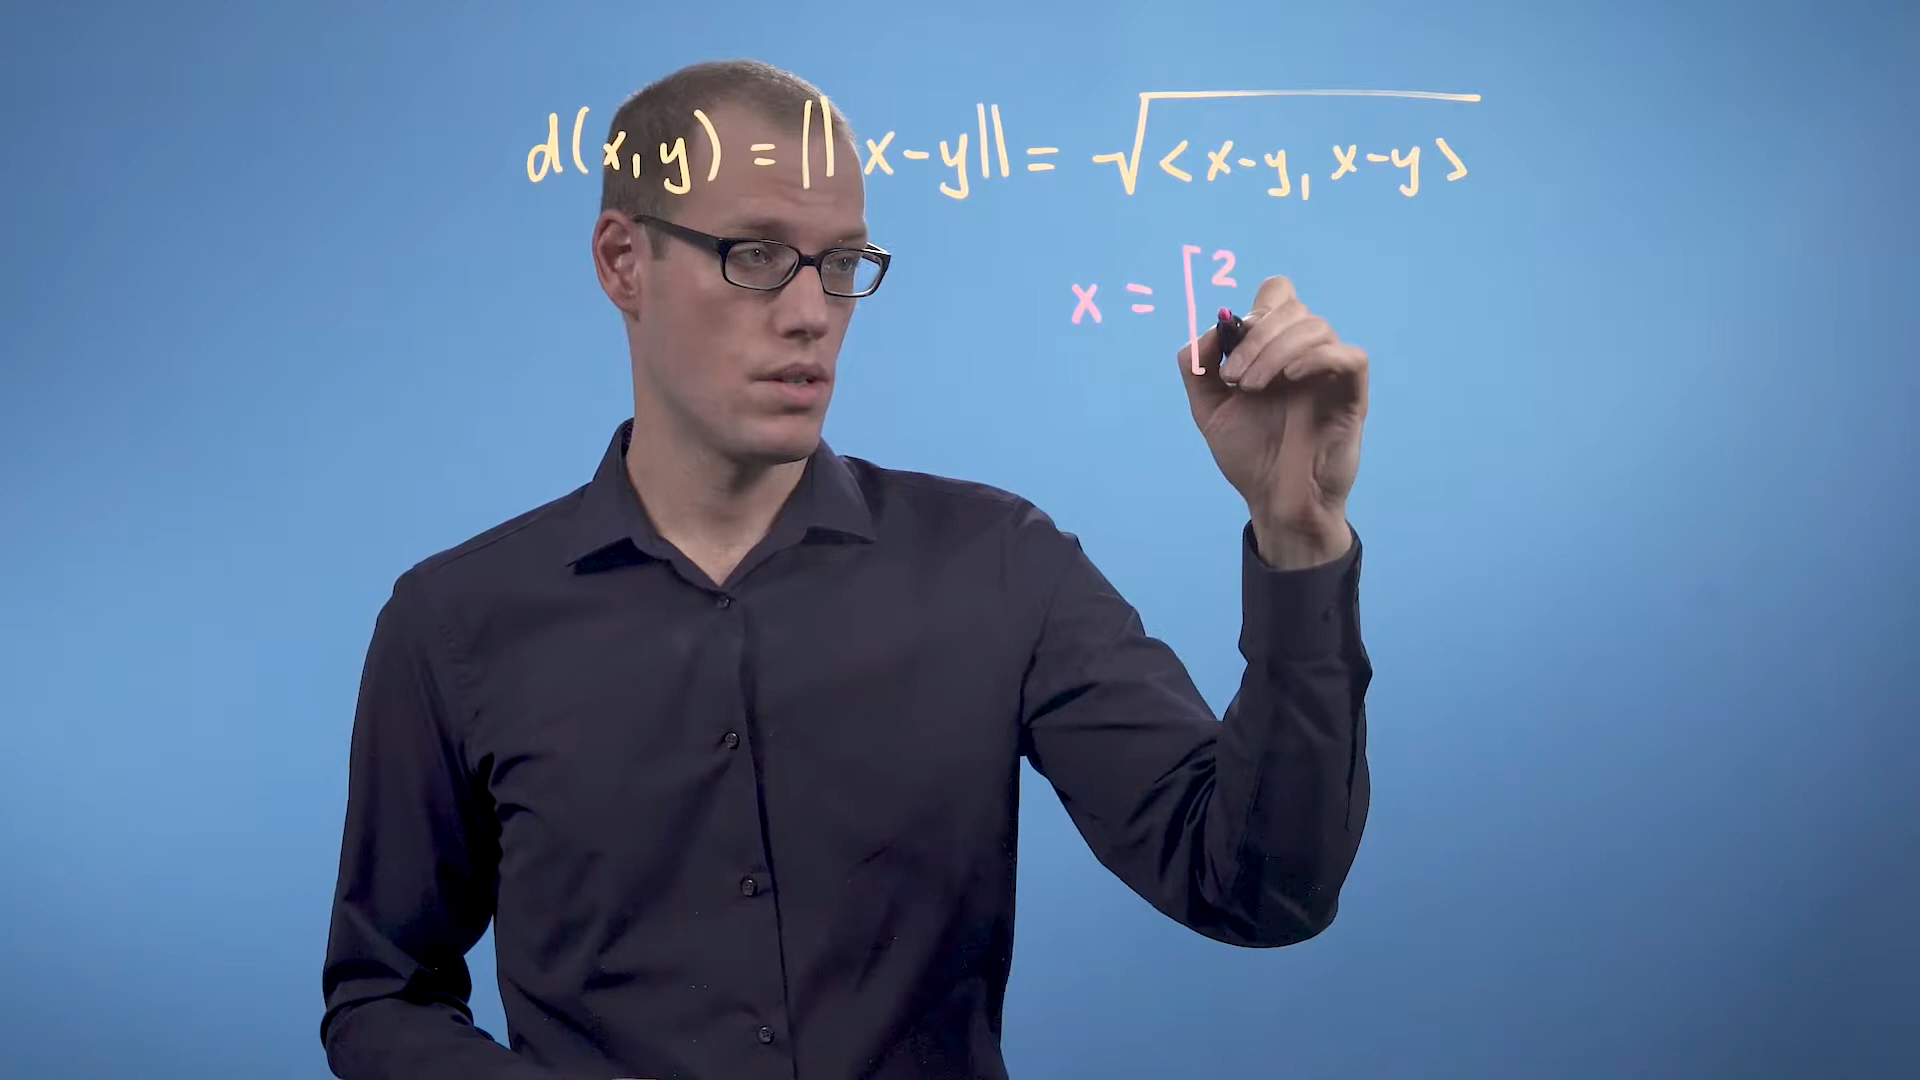 d(x, y) = ||x-y|| = √<x-y, x-y>
x = [2